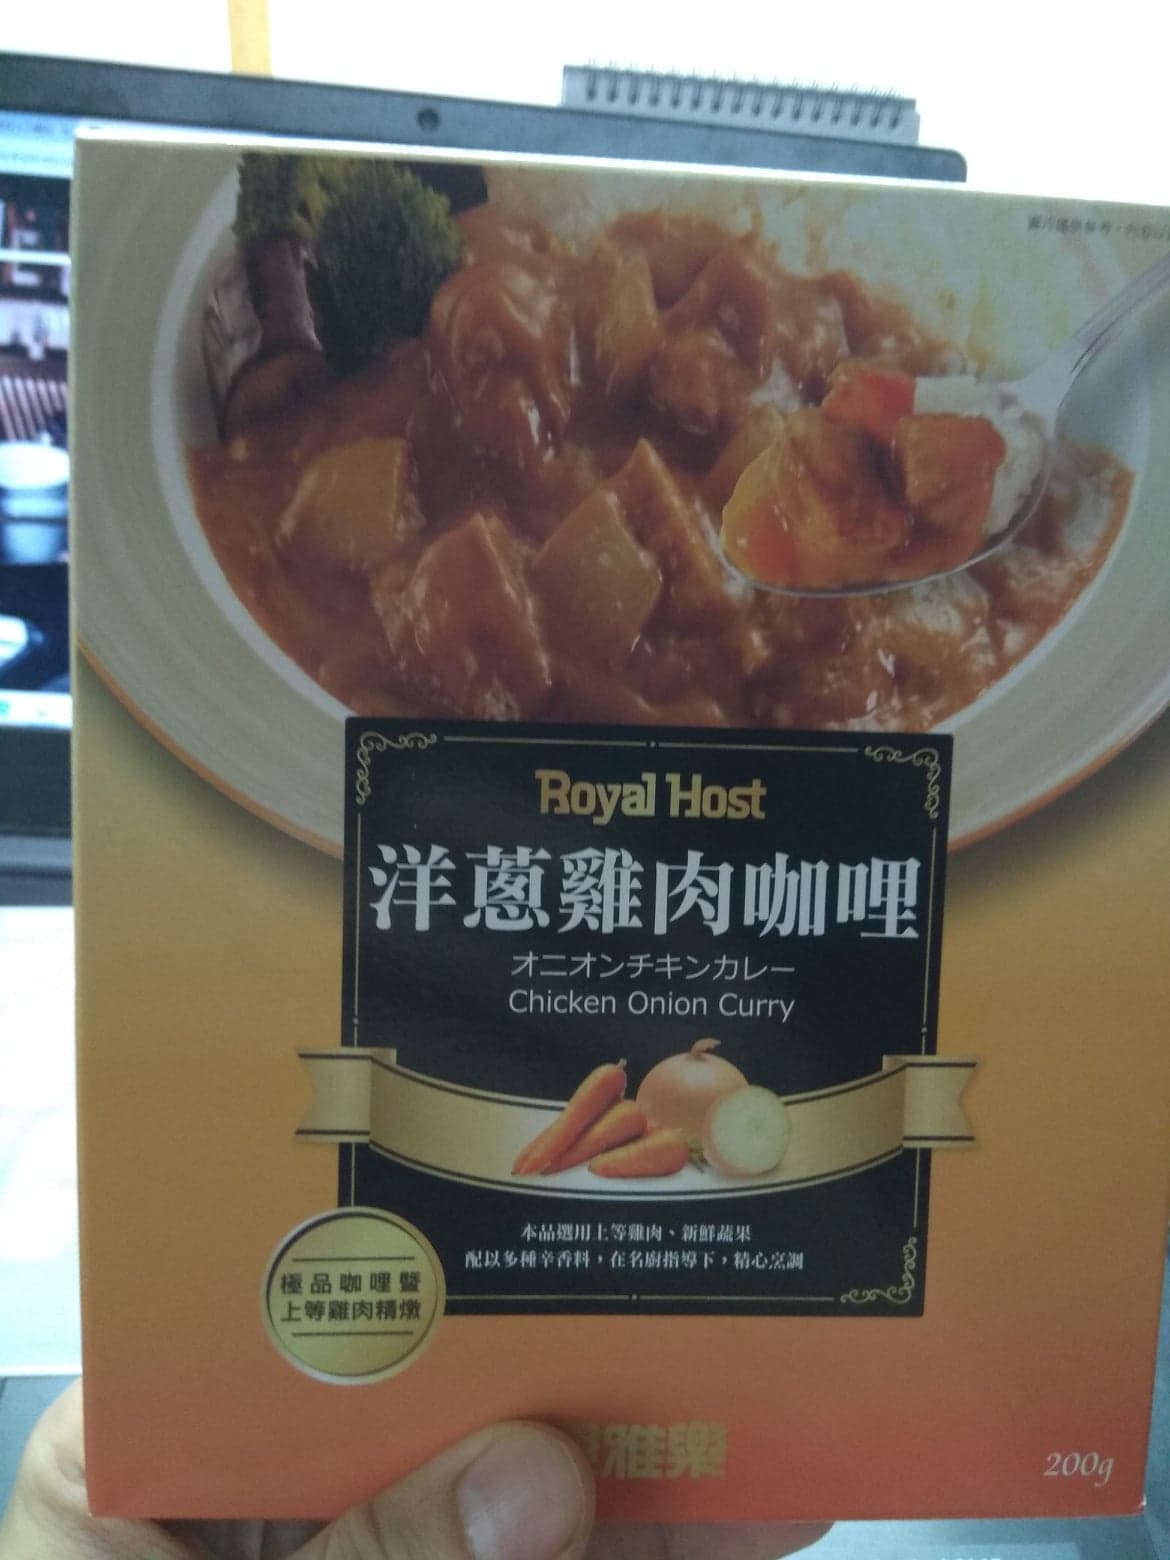 Royal Host
洋蔥雞肉咖哩
オニオンチキンカレー
Chicken Onion Curry
本品選用上等雞肉、新鮮蔬果
配以多種辛香料，在名廚指導下，精心烹調
極品咖哩暨
上等雞肉精燉
雅樂
200g